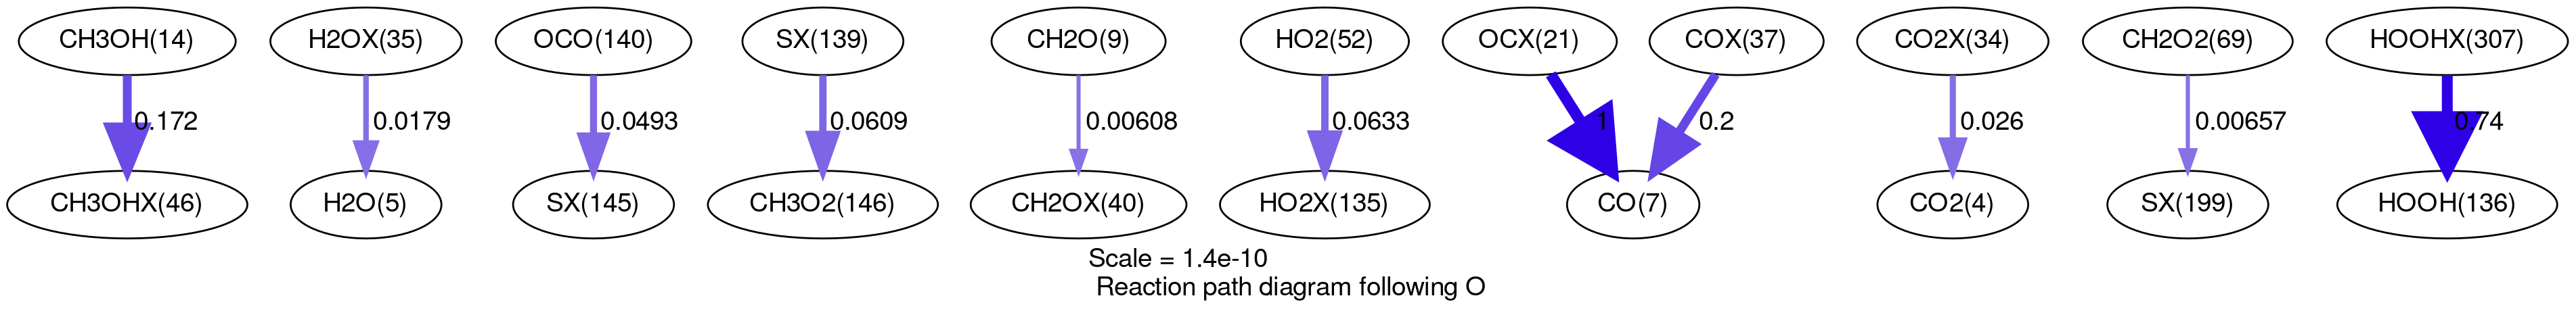 CH3OH(14) H2OX(35) OCO(140) SX(139) CH2O(9) HO2(52) OCX(21) COX(37) CO2X(34) CH2O2(69) HOOHX(307)
0.172 0.0179 0.0493 0.0609 0.00608 0.0633 1 0.2 0.026 0.00657 0.74
CH3OHX(46) H2O(5) SX(145) CH3O2(146) CH2OX(40) HO2X(135) CO(7) CO2(4) SX(199) HOOH(136)
Scale = 1.4e-10
Reaction path diagram following O